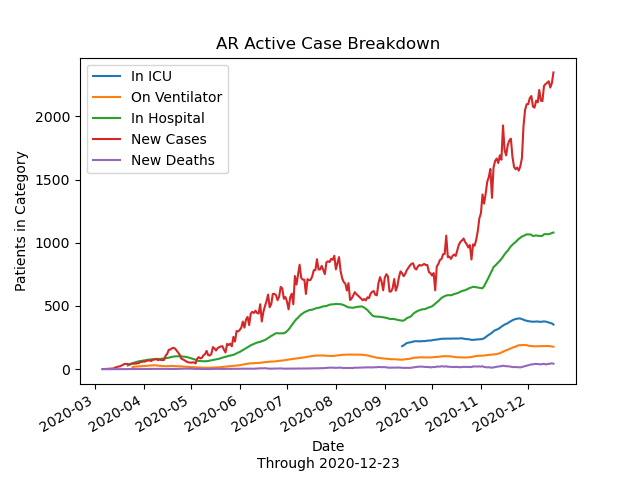 AR Active Case Breakdown
In ICU
On Ventilator
In Hospital
New Cases
New Deaths
Patients in Category
2000
1500
1000
500
0
2020-03
2020-04
2020-05
2020-06
2020-07
2020-08
2020-09
2020-10
2020-11
2020-12
Date
Through 2020-12-23